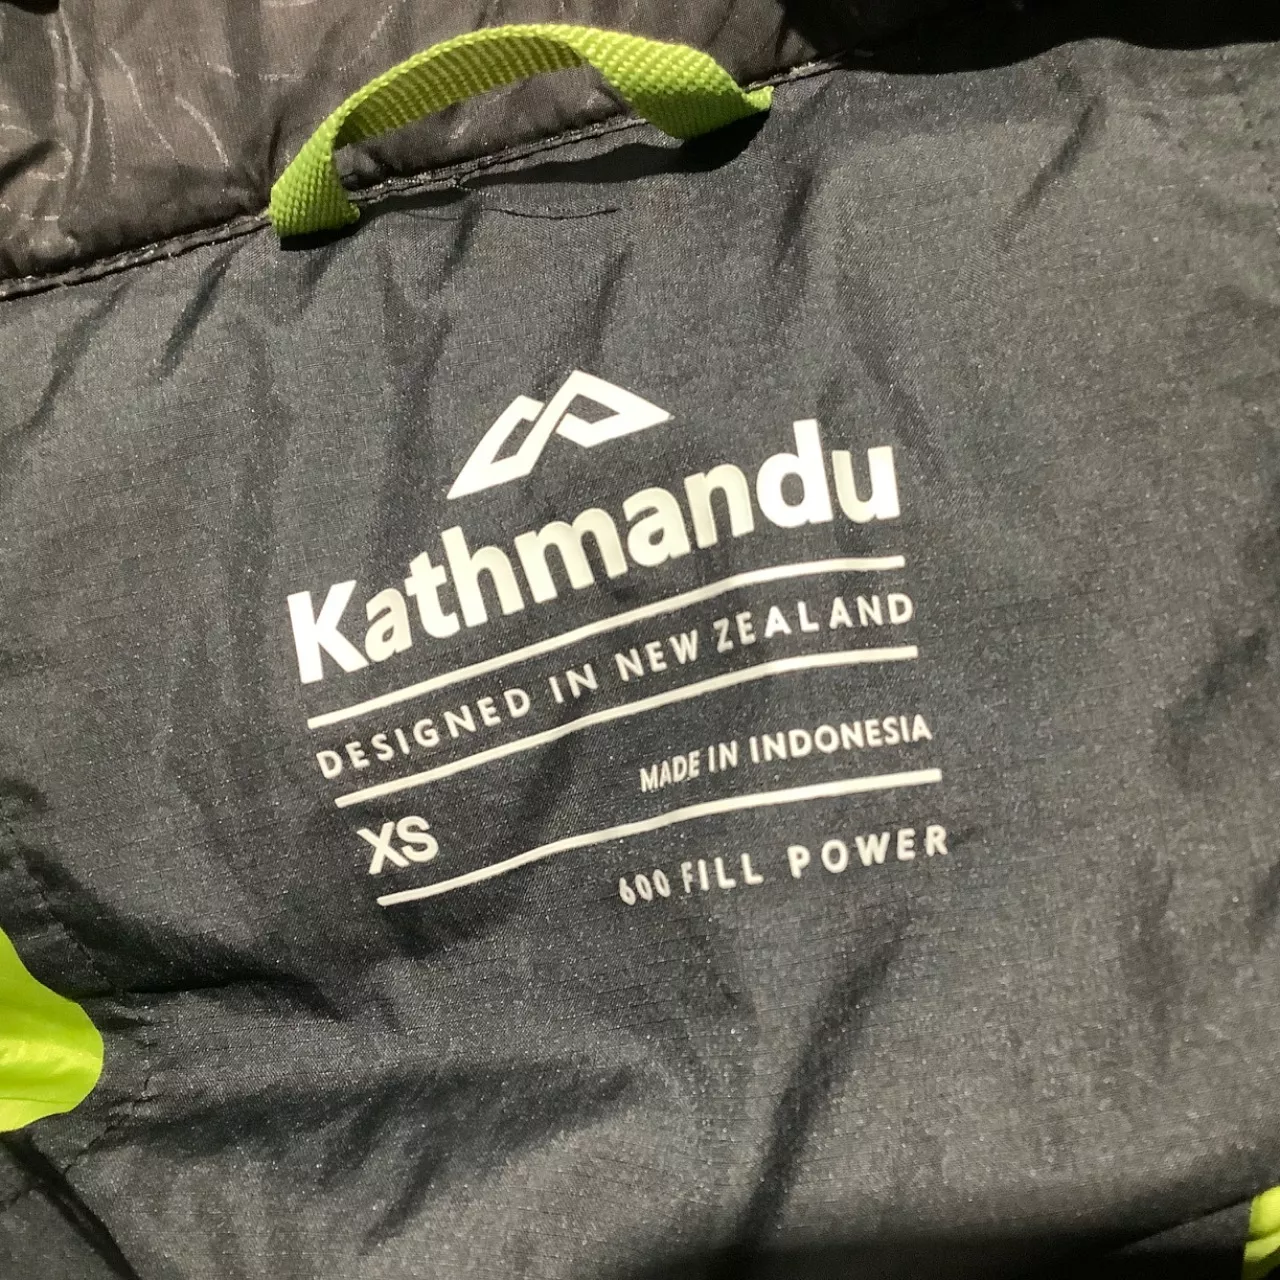 Kathmandu
DESIGNED IN NEW ZEALAND
MADE IN INDONESIA
XS
600 FILL POWER